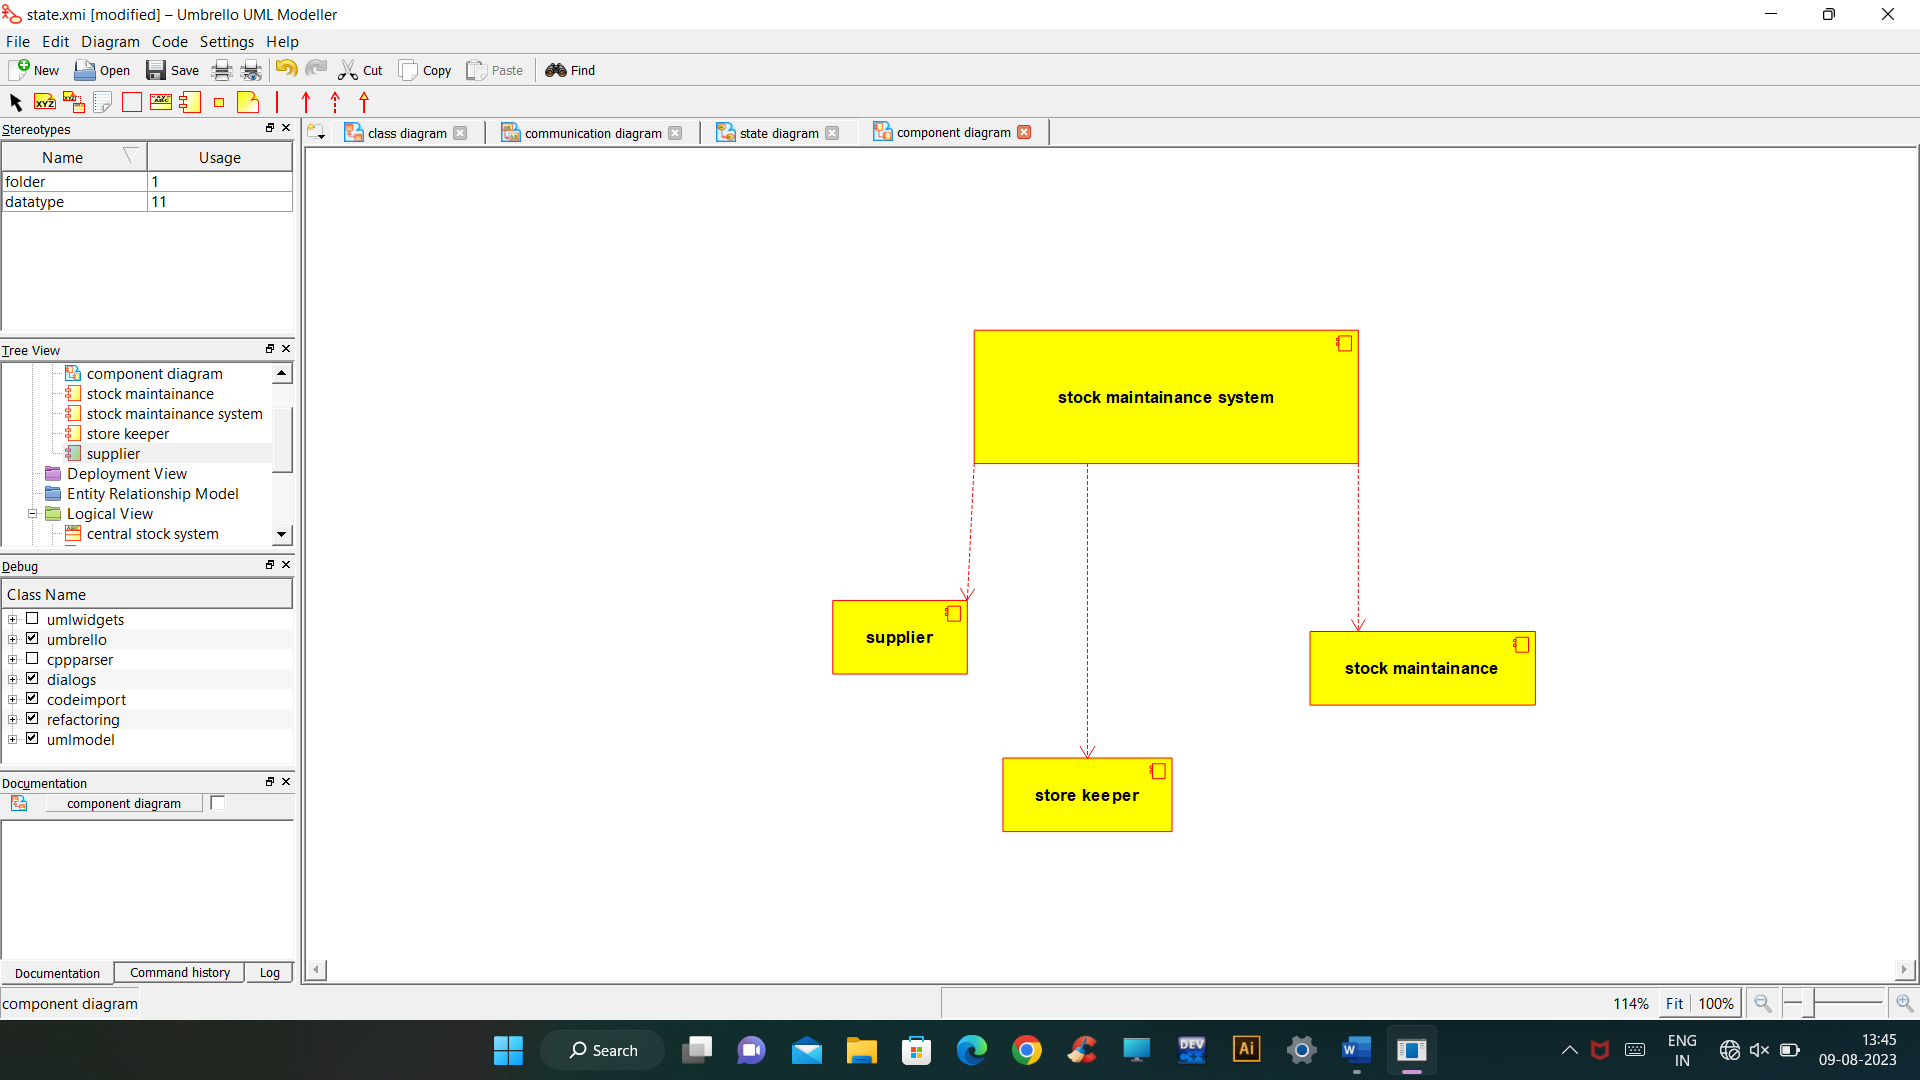 state.xmi [modified] – Umbrello UML Modeller
File Edit Diagram Code Settings Help
New Open Save Cut Copy Paste Find
XYZ
Stereotypes
Name Usage
folder 1
datatype 11
class diagram communication diagram state diagram component diagram
Tree View
component diagram
stock maintainance
stock maintainance system
store keeper
supplier
Deployment View
Entity Relationship Model
Logical View
central stock system
Debug
Class Name
umlwidgets
umbrello
cppparser
dialogs
codeimport
refactoring
umlmodel
Documentation
component diagram
Documentation Command history Log
stock maintainance system
supplier
stock maintainance
store keeper
component diagram
114% Fit 100%
Search
DEV
C++
Ai
W
ENG
IN
13:45
09-08-2023